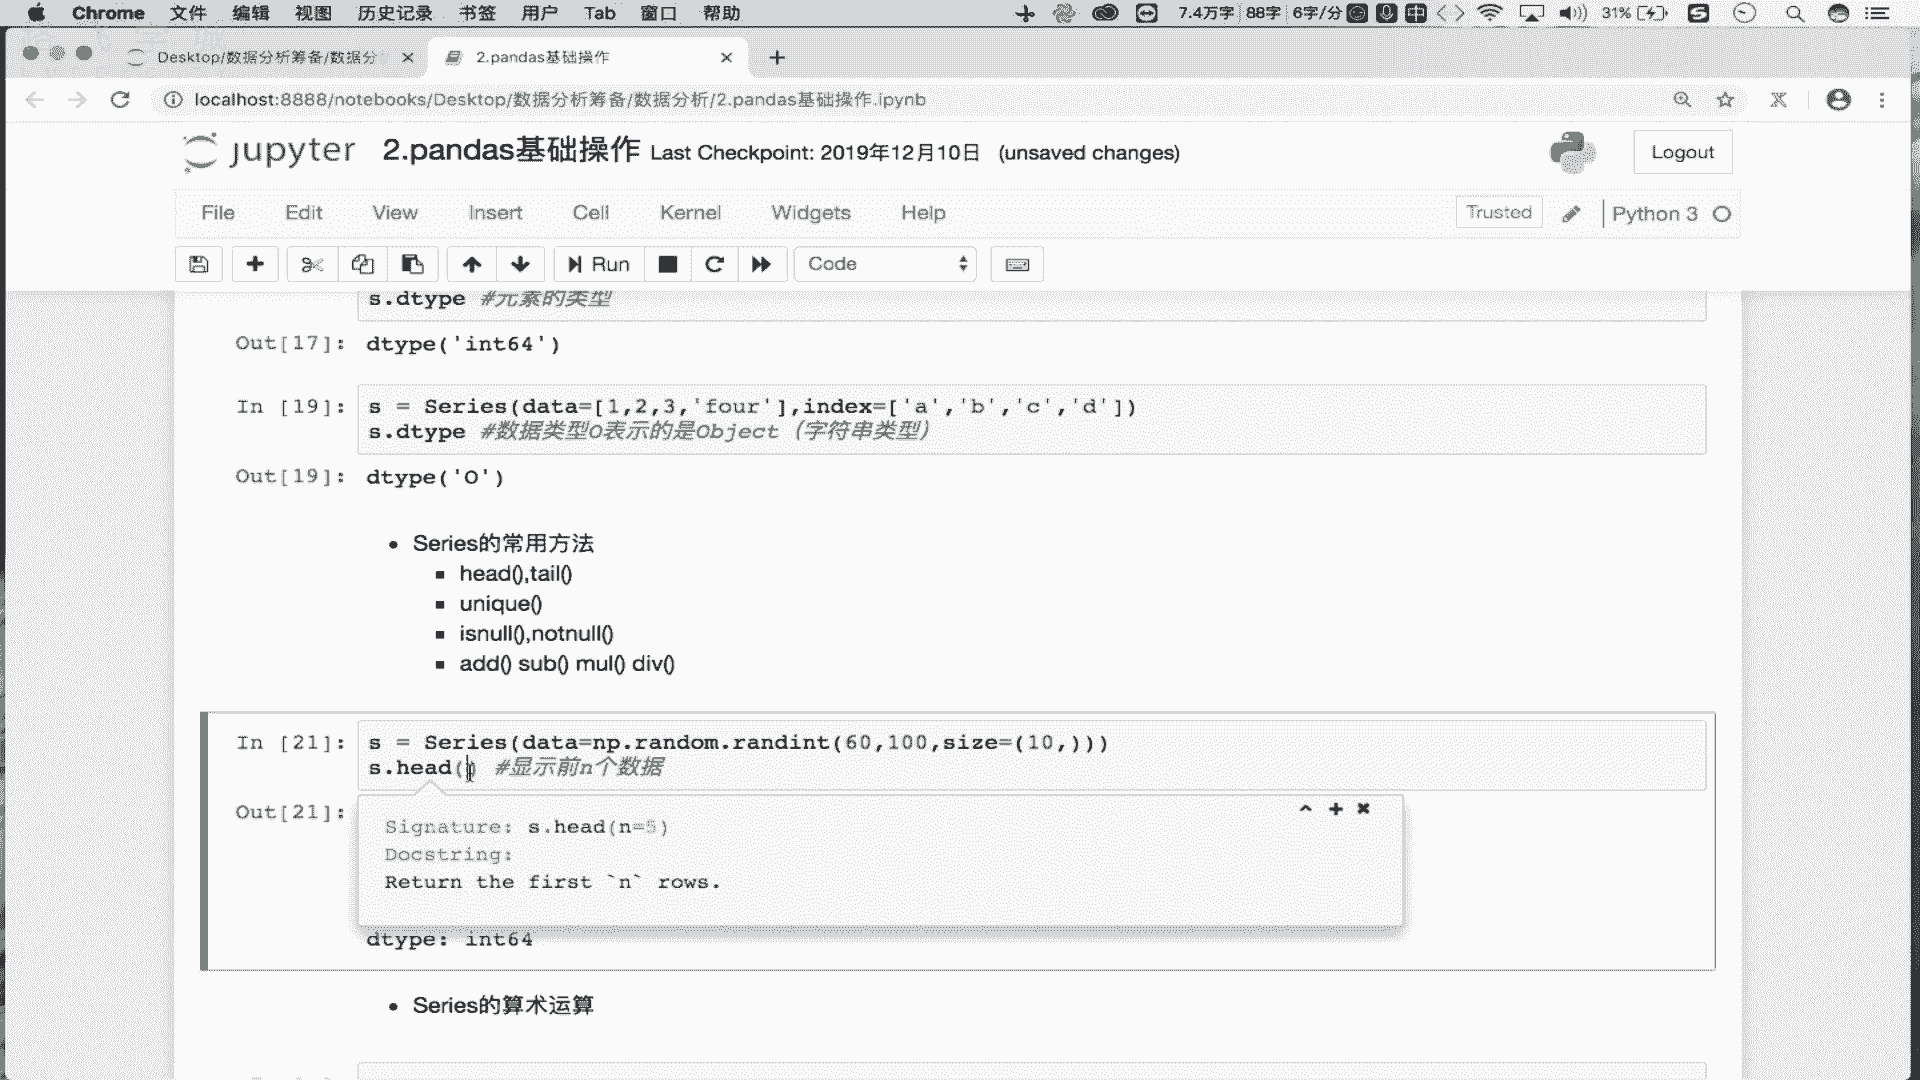 Chrome 文件 编辑 视图 历史记录 书签 用户 Tab 窗口 帮助 7.4万字 88字 6字/分 中 31%
Desktop/数据分析筹备/数据分
2.pandas基础操作
localhost:8888/notebooks/Desktop/数据分析筹备/数据分析/2.pandas基础操作.ipynb
jupyter 2.pandas基础操作 Last Checkpoint: 2019年12月10日 (unsaved changes) Logout
File Edit View Insert Cell Kernel Widgets Help Trusted Python 3
Run Code
s.dtype #元素的类型
Out[17]: dtype('int64')
In [19]: s = Series(data=[1,2,3,'four'],index=['a','b','c','d'])
s.dtype #数据类型O表示的是Object（字符串类型）
Out[19]: dtype('O')
Series的常用方法
head(),tail()
unique()
isnull(),notnull()
add() sub() mul() div()
In [21]: s = Series(data=np.random.randint(60,100,size=(10,)))
s.head() #显示前n个数据
Out[21]:
Signature: s.head(n=5)
Docstring:
Return the first `n` rows.
dtype: int64
Series的算术运算